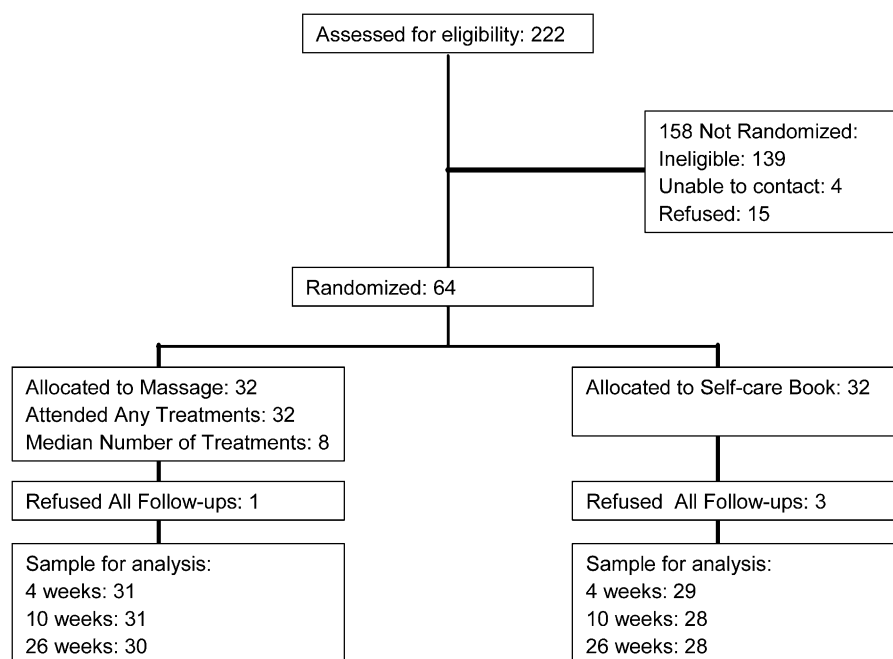 Assessed for eligibility: 222
158 Not Randomized:
Ineligible: 139
Unable to contact: 4
Refused: 15
Randomized: 64
Allocated to Massage: 32
Attended Any Treatments: 32
Median Number of Treatments: 8
Allocated to Self-care Book: 32
Refused All Follow-ups: 1
Refused All Follow-ups: 3
Sample for analysis:
4 weeks: 31
10 weeks: 31
26 weeks: 30
Sample for analysis:
4 weeks: 29
10 weeks: 28
26 weeks: 28